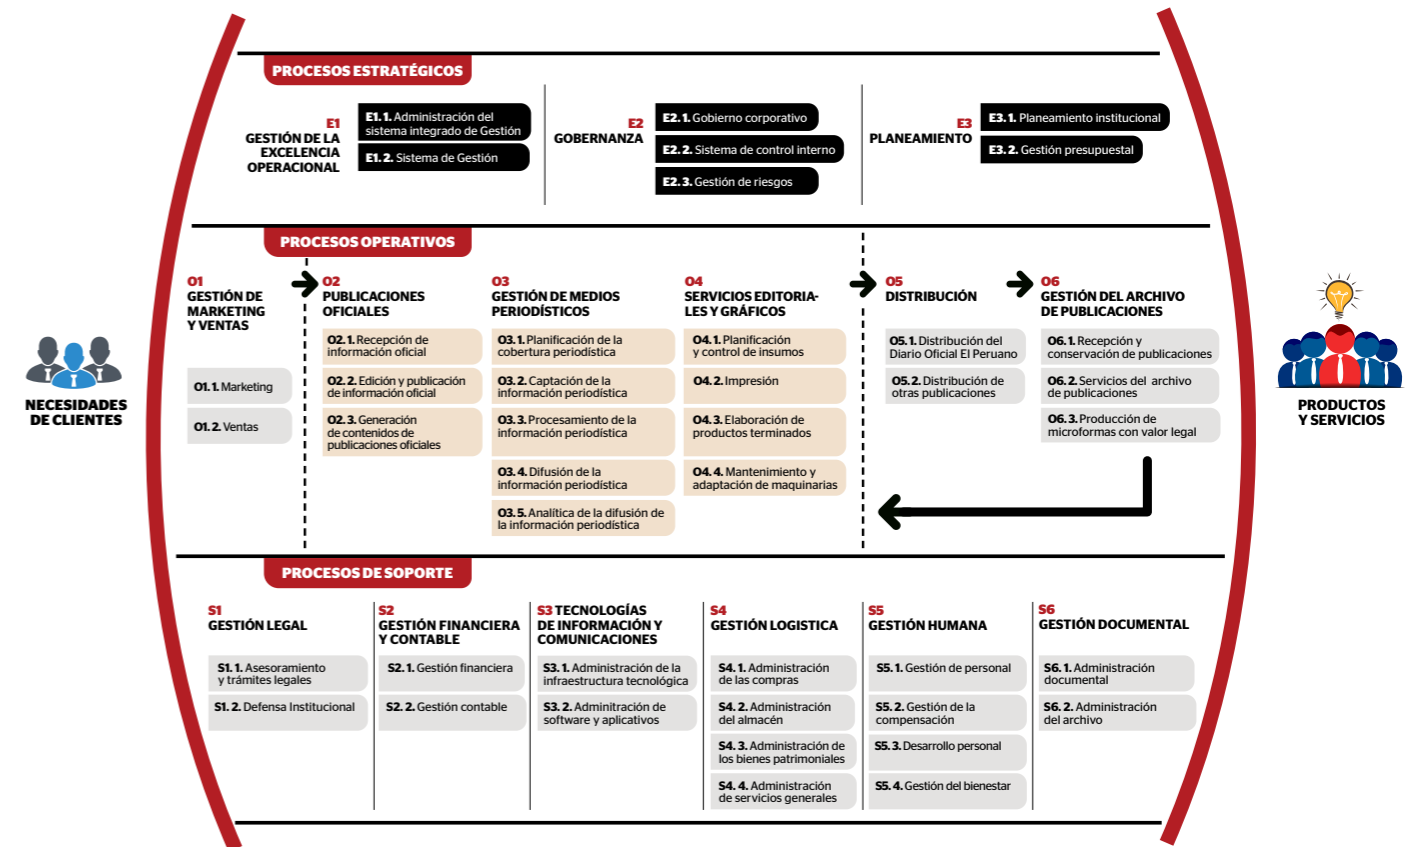 PROCESOS ESTRATÉGICOS
E1
GESTIÓN DE LA
EXCELENCIA
OPERACIONAL
E1. 1. Administración del
sistema integrado de Gestión
E1. 2. Sistema de Gestión
E2
GOBERNANZA
E2. 1. Gobierno corporativo
E2. 2. Sistema de control interno
E2. 3. Gestión de riesgos
E3
PLANEAMIENTO
E3. 1. Planeamiento institucional
E3. 2. Gestión presupuestal
NECESIDADES
DE CLIENTES
PROCESOS OPERATIVOS
O1
GESTIÓN DE
MARKETING
Y VENTAS
O1. 1. Marketing
O1. 2. Ventas
O2
PUBLICACIONES
OFICIALES
O2. 1. Recepción de
información oficial
O2. 2. Edición y publicación
de información oficial
O2. 3. Generación
de contenidos de
publicaciones oficiales
O3
GESTIÓN DE MEDIOS
PERIODÍSTICOS
O3. 1. Planificación de la
cobertura periodística
O3. 2. Captación de la
información periodística
O3. 3. Procesamiento de la
información periodística
O3. 4. Difusión de la
información periodística
O3. 5. Analítica de la difusión de
la información periodística
O4
SERVICIOS EDITORIA-
LES Y GRÁFICOS
O4. 1. Planificación
y control de insumos
O4. 2. Impresión
O4. 3. Elaboración de
productos terminados
O4. 4. Mantenimiento y
adaptación de maquinarias
O5
DISTRIBUCIÓN
O5. 1. Distribución del
Diario Oficial El Peruano
O5. 2. Distribución de
otras publicaciones
O6
GESTIÓN DEL ARCHIVO
DE PUBLICACIONES
O6. 1. Recepción y
conservación de publicaciones
O6. 2. Servicios del archivo
de publicaciones
O6. 3. Producción de
microformas con valor legal
PRODUCTOS
Y SERVICIOS
PROCESOS DE SOPORTE
S1
GESTIÓN LEGAL
S1. 1. Asesoramiento
y trámites legales
S1. 2. Defensa Institucional
S2
GESTIÓN FINANCIERA
Y CONTABLE
S2. 1. Gestión financiera
S2. 2. Gestión contable
S3 TECNOLOGÍAS
DE INFORMACIÓN Y
COMUNICACIONES
S3. 1. Administración de la
infraestructura tecnológica
S3. 2. Adminitración de
software y aplicativos
S4
GESTIÓN LOGISTICA
S4. 1. Administración
de las compras
S4. 2. Administración
del almacén
S4. 3. Administración de
los bienes patrimoniales
S4. 4. Administración
de servicios generales
S5
GESTIÓN HUMANA
S5. 1. Gestión de personal
S5. 2. Gestión de la
compensación
S5. 3. Desarrollo personal
S5. 4. Gestión del bienestar
S6
GESTIÓN DOCUMENTAL
S6. 1. Administración
documental
S6. 2. Administración
del archivo